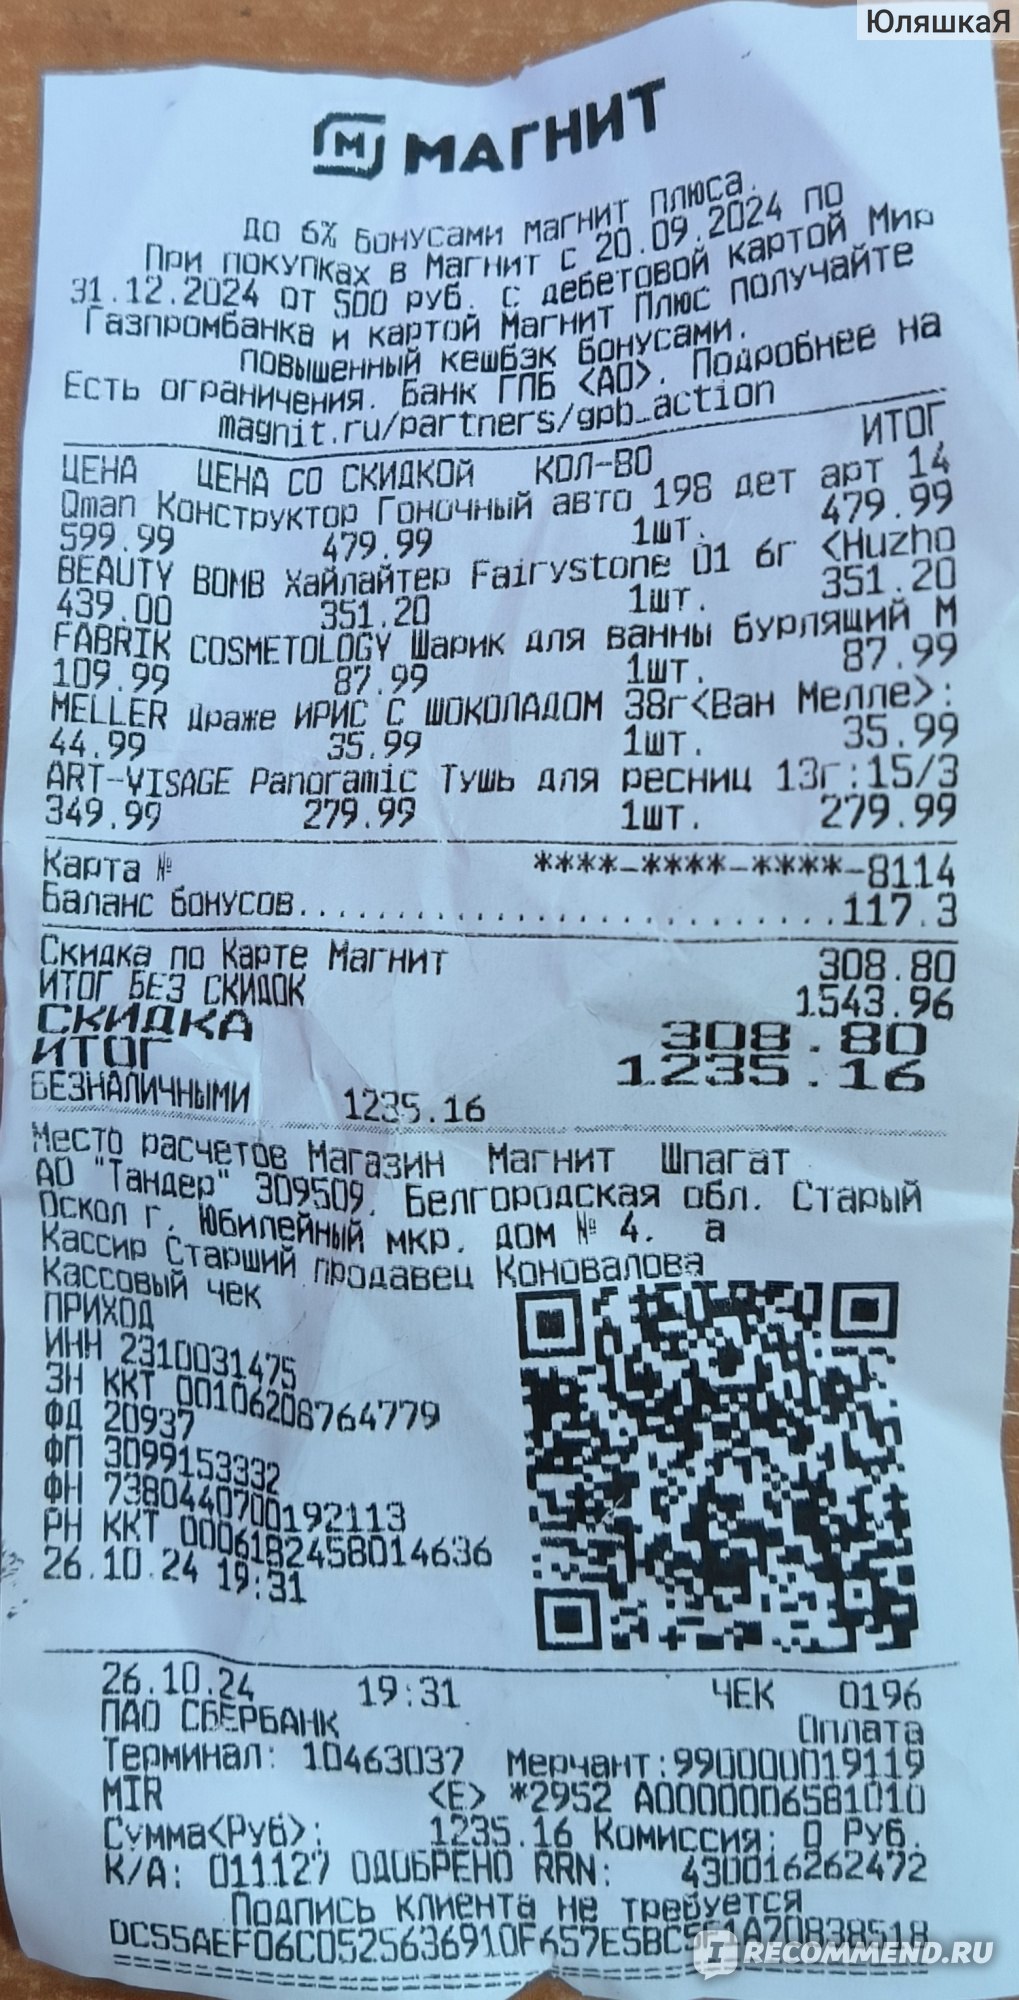 ЮляшкаЯ
МАГНИТ
до 6% бонусами магнит плюса.
При покупках в Магнит с 20.09.2024 по
31.12.2024 от 500 руб. с дебетовой картой Мир
Газпромбанка и картой Магнит Плюс получайте
повышенный кешбэк бонусами.
Есть ограничения. Банк ГПБ <АО>. Подробнее на
magnit.ru/partners/gpb_action
ЦЕНА ЦЕНА СО СКИДКОЙ КОЛ-ВО ИТОГ
Qman Конструктор Гоночный авто 198 дет арт 14
599.99 479.99 1шт. 479.99
BEAUTY BOMB Хайлайтер Fairystone 01 6г <Huzho
439.00 351.20 1шт. 351.20
FABRIK COSMETOLOGY Шарик для ванны бурлящий М
109.99 87.99 1шт. 87.99
MELLER Драже ИРИС С ШОКОЛАДОМ 38г<Ван Мелле>:
44.99 35.99 1шт. 35.99
ART-VISAGE Panoramic Тушь для ресниц 13г:15/3
349.99 279.99 1шт. 279.99
Карта № ****-****-****-8114
Баланс бонусов........................117.3
Скидка по Карте Магнит 308.80
ИТОГ БЕЗ СКИДОК 1543.96
СКИДКА 308.80
ИТОГ 1235.16
БЕЗНАЛИЧНЫМИ 1235.16
Место расчетов Магазин Магнит Шпагат
АО "Тандер" 309509, Белгородская обл. Старый
Оскол г. Юбилейный мкр. дом № 4. а
Кассир Старший продавец Коновалова
Кассовый чек
ПРИХОД
ИНН 2310031475
ЗН ККТ 00106208764779
ФД 20937
ФП 3099153332
ФН 7380440700192113
РН ККТ 0006182458014636
26.10.24 19:31
26.10.24 19:31 ЧЕК 0196
ПАО СБЕРБАНК Оплата
Терминал: 10463037 Мерчант:990000019119
MIR <E> *2952 A0000006581010
Сумма<Руб>: 1235.16 Комиссия: 0 Руб.
К/А: 011127 ОДОБРЕНО RRN: 430016262472
Подпись клиента не требуется
IRECOMMEND.RU